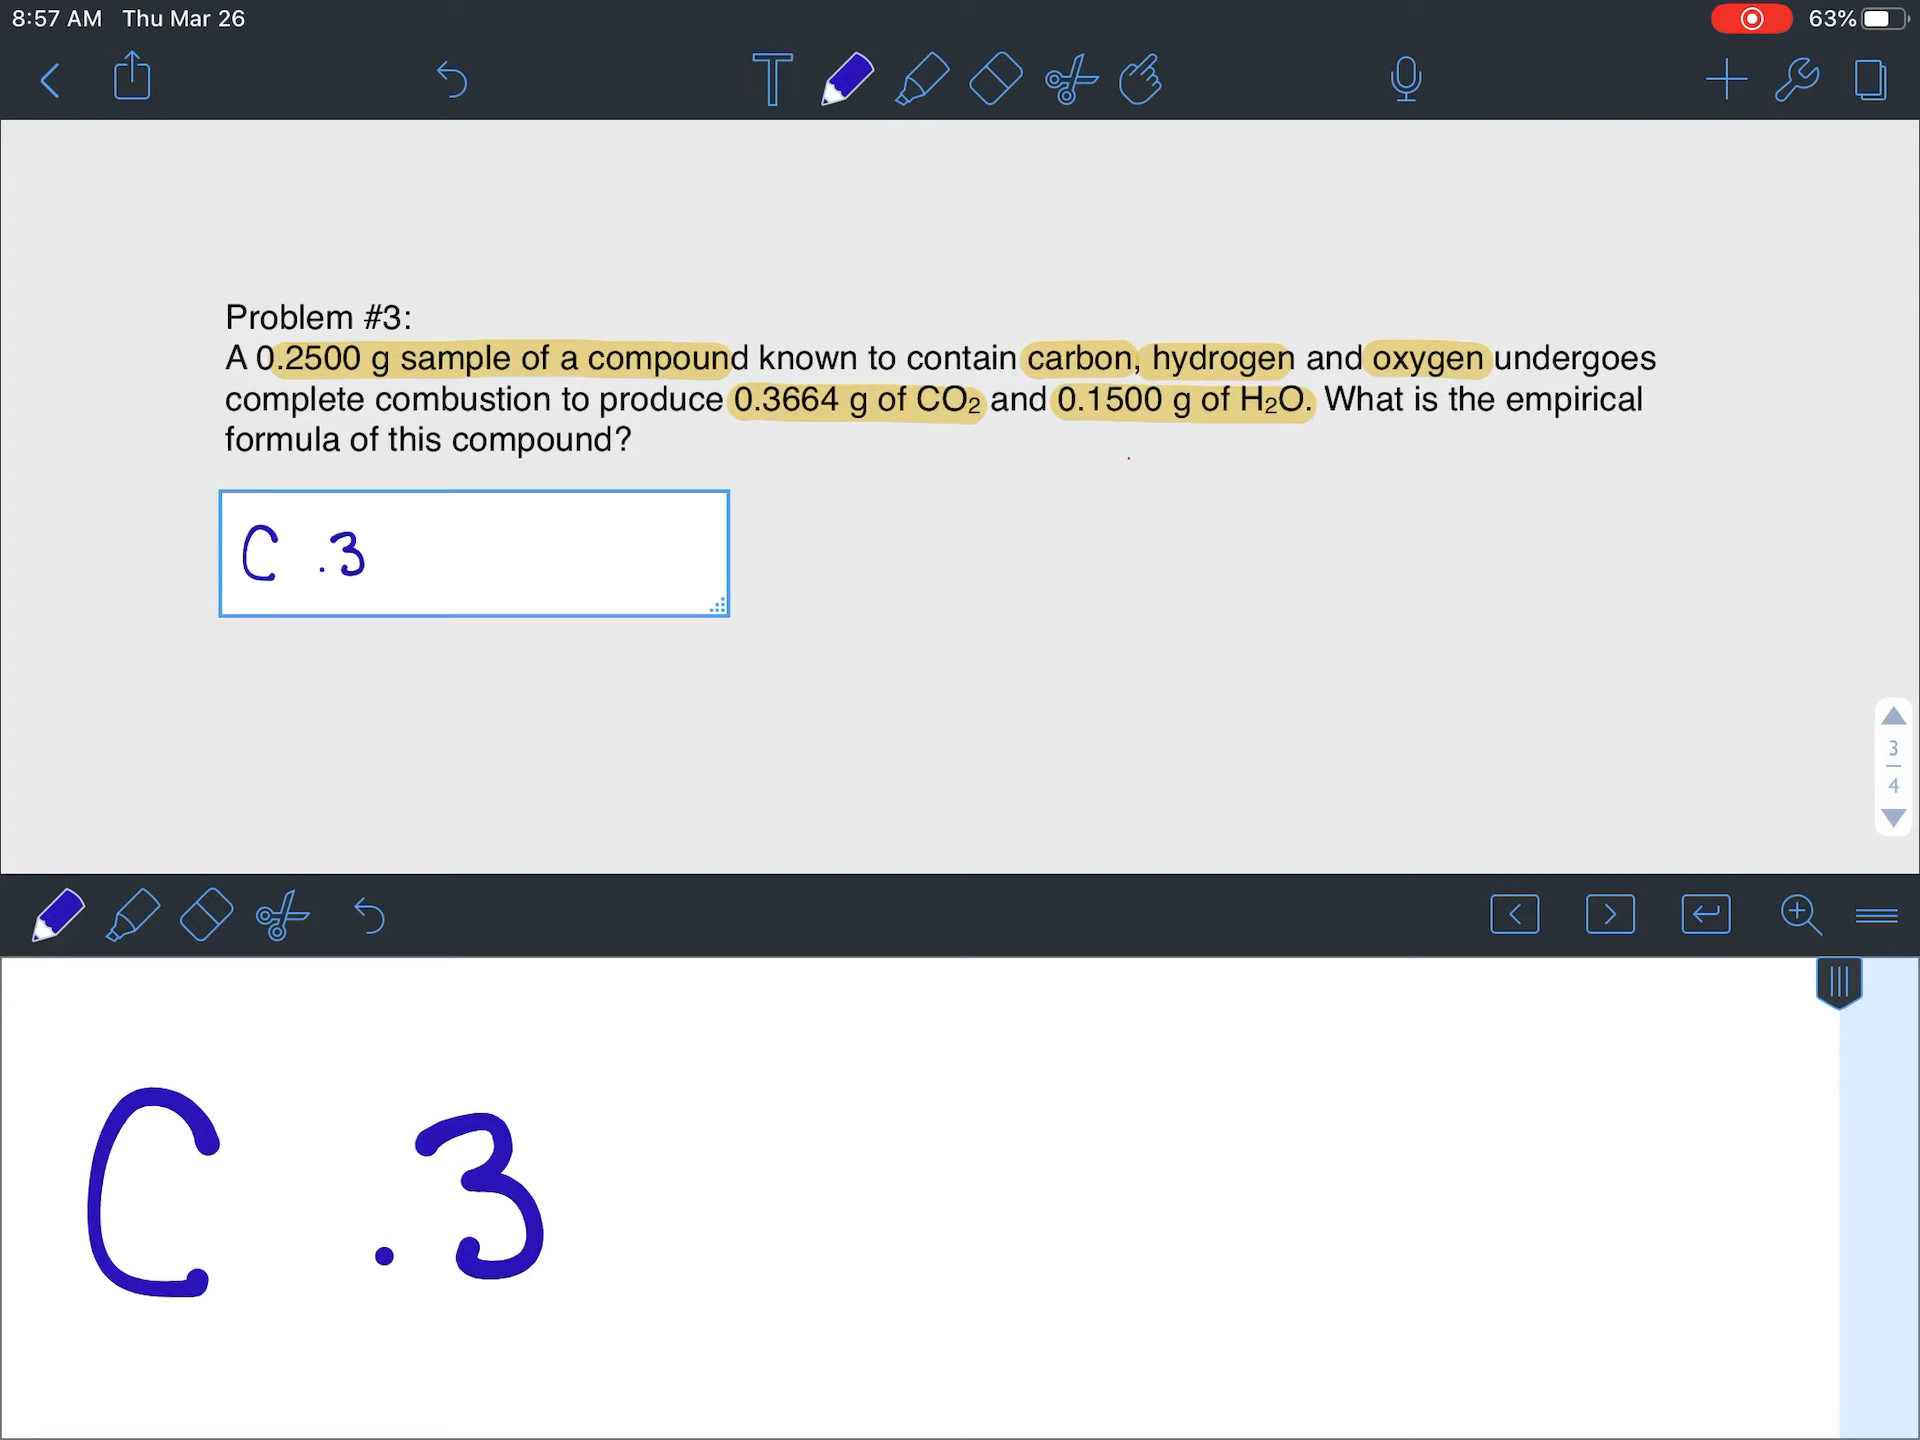 8:57 AM Thu Mar 26 63%
T
Problem #3:
A 0.2500 g sample of a compound known to contain carbon, hydrogen and oxygen undergoes
complete combustion to produce 0.3664 g of CO₂ and 0.1500 g of H₂O. What is the empirical
formula of this compound?
C .3
3
4
C .3